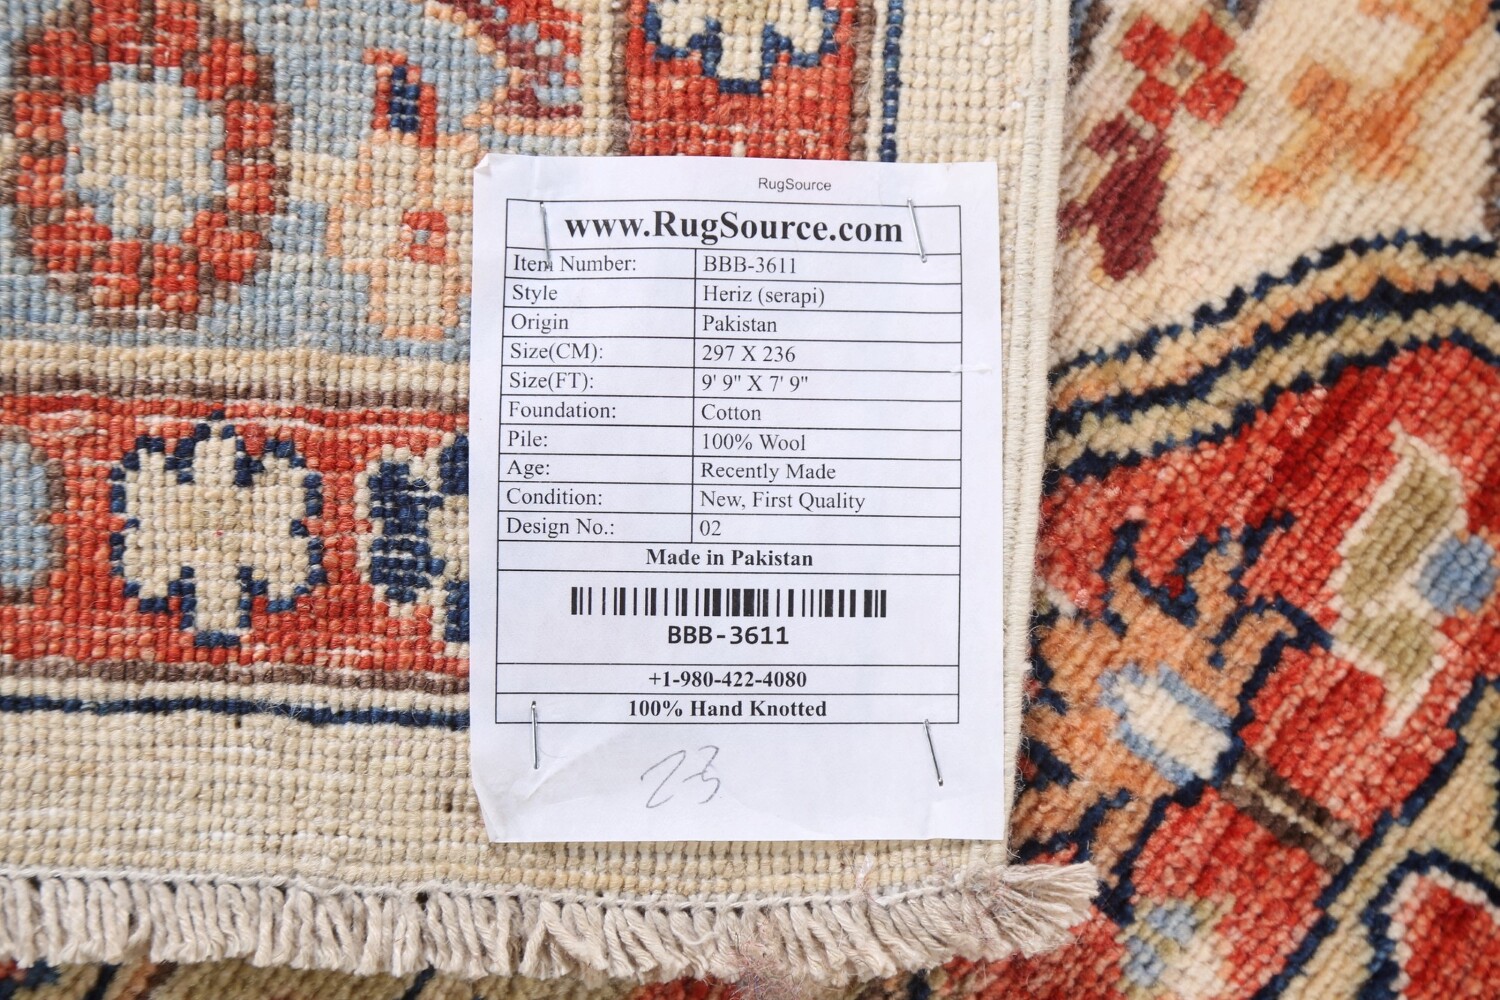 RugSource
www.RugSource.com
Item Number: BBB-3611
Style Heriz (serapi)
Origin Pakistan
Size(CM): 297 X 236
Size(FT): 9' 9" X 7' 9"
Foundation: Cotton
Pile: 100% Wool
Age: Recently Made
Condition: New, First Quality
Design No.: 02
Made in Pakistan
BBB-3611
+1-980-422-4080
100% Hand Knotted
23